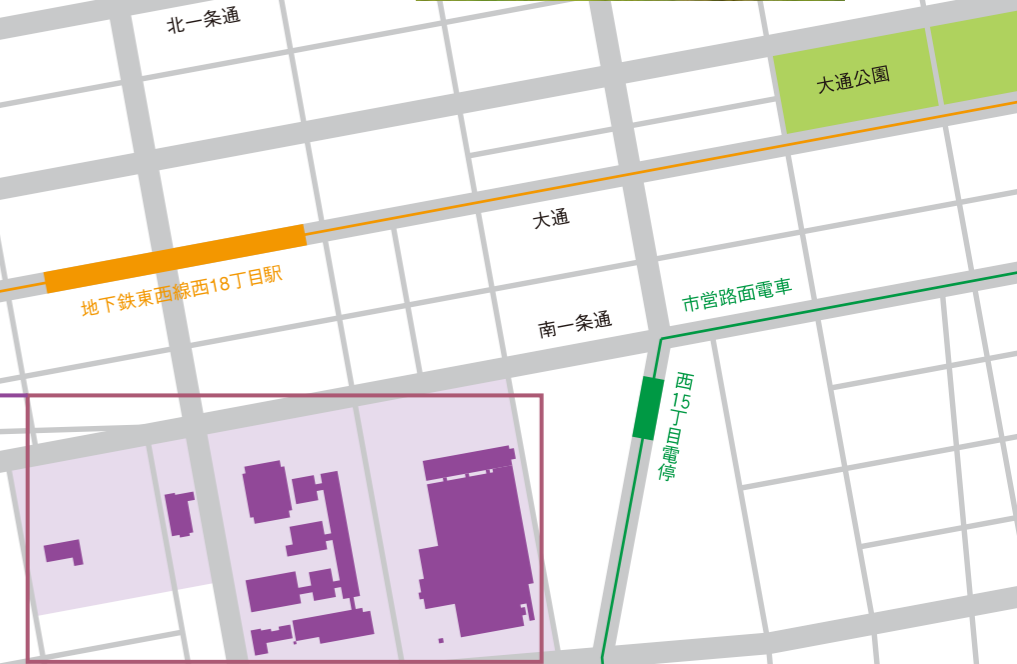 北一条通
大通公園
大通
地下鉄東西線西18丁目駅
市営路面電車
南一条通
西15丁目電停